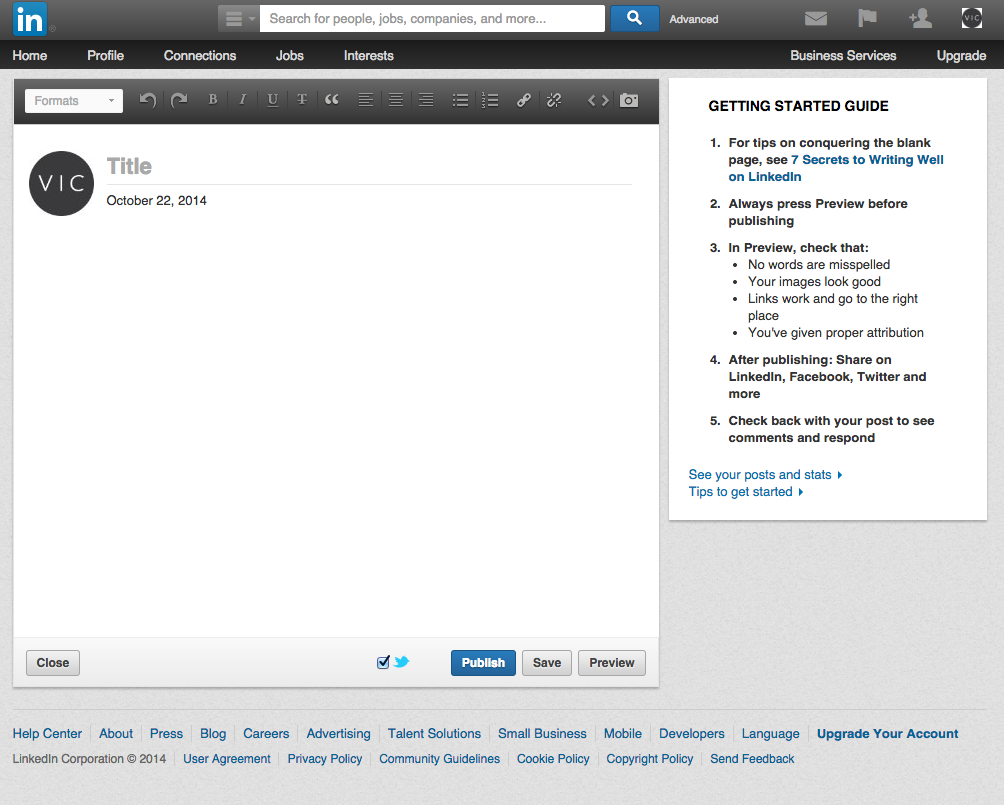 in
Search for people, jobs, companies, and more...
Advanced
VIC
Home Profile Connections Jobs Interests Business Services Upgrade
Formats
B I U T
VIC
Title
October 22, 2014
GETTING STARTED GUIDE
1. For tips on conquering the blank
page, see 7 Secrets to Writing Well
on LinkedIn
2. Always press Preview before
publishing
3. In Preview, check that:
• No words are misspelled
• Your images look good
• Links work and go to the right
place
• You've given proper attribution
4. After publishing: Share on
LinkedIn, Facebook, Twitter and
more
5. Check back with your post to see
comments and respond
See your posts and stats
Tips to get started
Close Publish Save Preview
Help Center About Press Blog Careers Advertising Talent Solutions Small Business Mobile Developers Language Upgrade Your Account
LinkedIn Corporation © 2014 User Agreement Privacy Policy Community Guidelines Cookie Policy Copyright Policy Send Feedback